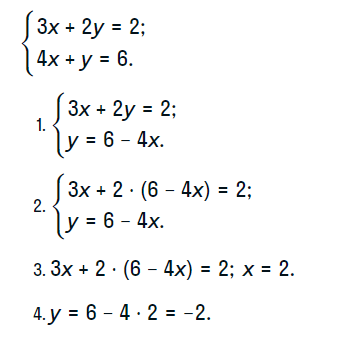 3x + 2y = 2;
4x + y = 6.
1. 3x + 2y = 2;
y = 6 – 4x.
2. 3x + 2 · (6 – 4x) = 2;
y = 6 – 4x.
3. 3x + 2 · (6 – 4x) = 2; x = 2.
4. y = 6 – 4 · 2 = –2.